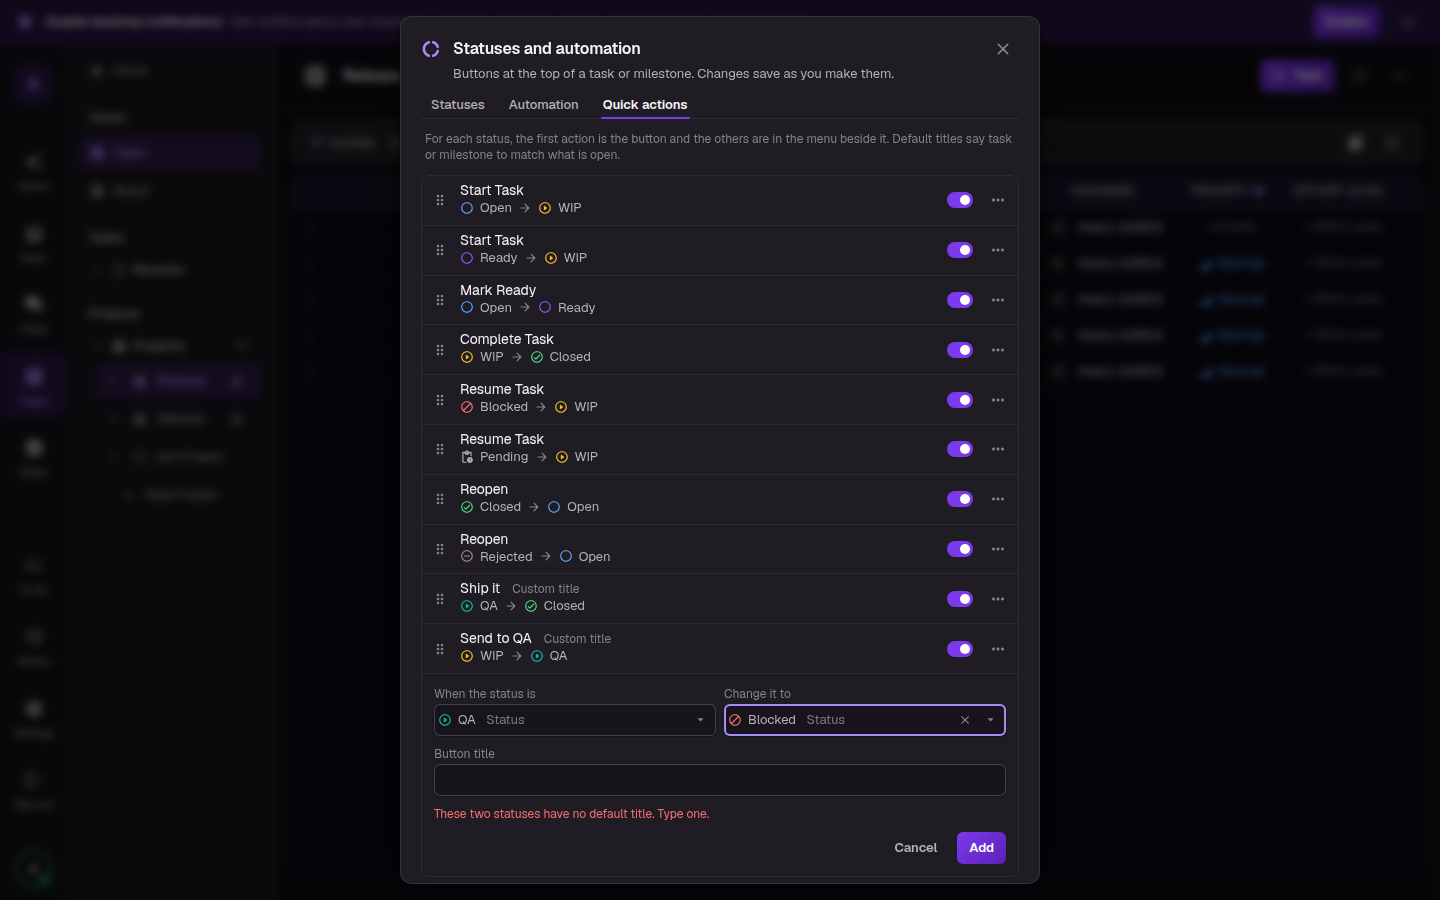 Statuses and automation
Buttons at the top of a task or milestone. Changes save as you make them.
Statuses Automation Quick actions
For each status, the first action is the button and the others are in the menu beside it. Default titles say task
or milestone to match what is open.
Start Task
Open → WIP
Start Task
Ready → WIP
Mark Ready
Open → Ready
Complete Task
WIP → Closed
Resume Task
Blocked → WIP
Resume Task
Pending → WIP
Reopen
Closed → Open
Reopen
Rejected → Open
Ship it Custom title
QA → Closed
Send to QA Custom title
WIP → QA
When the status is Change it to
QA Status Blocked Status
Button title
These two statuses have no default title. Type one.
Cancel Add